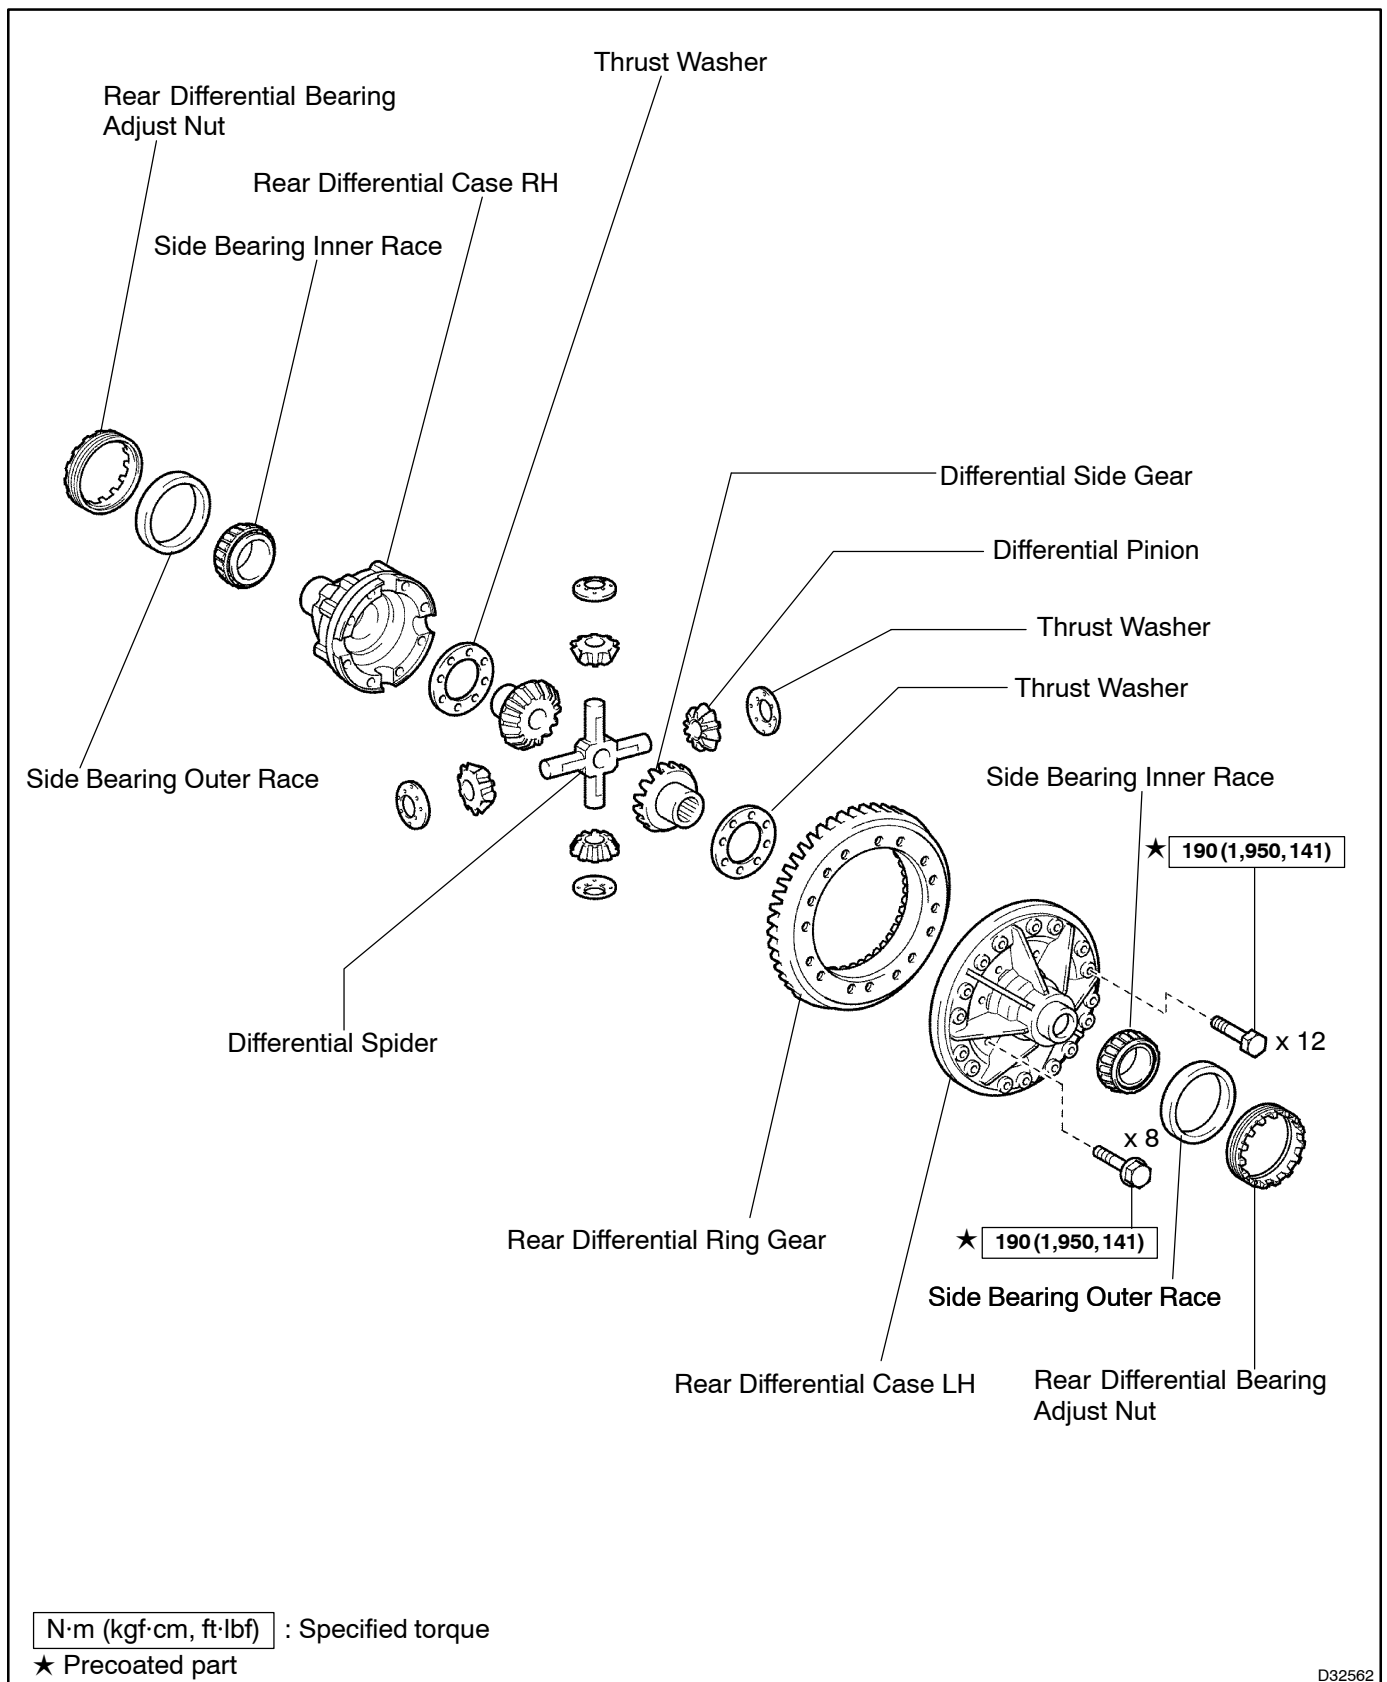 Thrust Washer
Rear Differential Bearing
Adjust Nut
Rear Differential Case RH
Side Bearing Inner Race
Differential Side Gear
Differential Pinion
Thrust Washer
Thrust Washer
Side Bearing Outer Race
Side Bearing Inner Race
★ 190 (1,950, 141)
Differential Spider
x 12
x 8
Rear Differential Ring Gear
★ 190 (1,950, 141)
Side Bearing Outer Race
Rear Differential Case LH
Rear Differential Bearing
Adjust Nut
N·m (kgf·cm, ft·lbf) : Specified torque
★ Precoated part
D32562